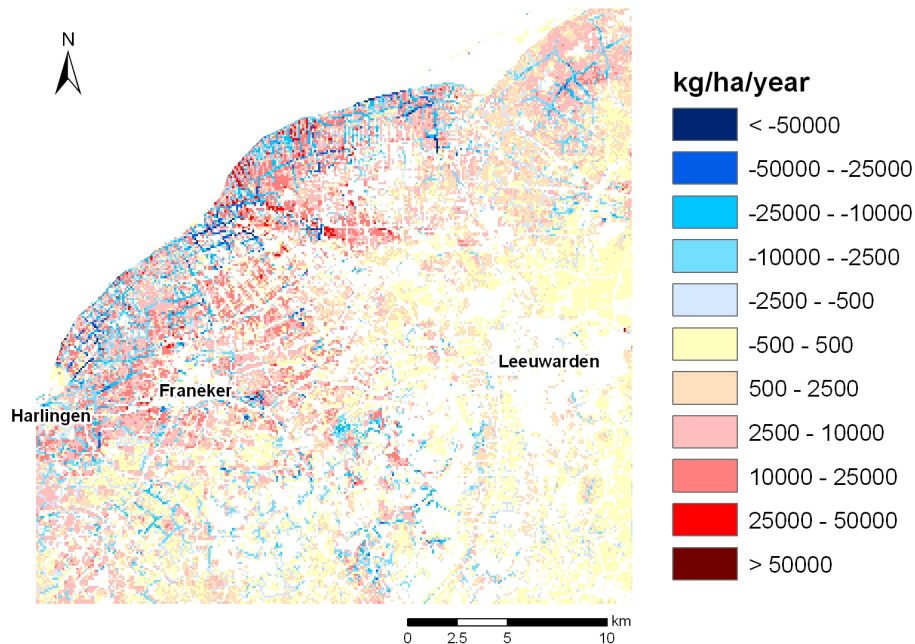 N
kg/ha/year
< -50000
-50000 - -25000
-25000 - -10000
-10000 - -2500
-2500 - -500
-500 - 500
500 - 2500
2500 - 10000
10000 - 25000
25000 - 50000
> 50000
Leeuwarden
Franeker
Harlingen
km
0 2.5 5 10